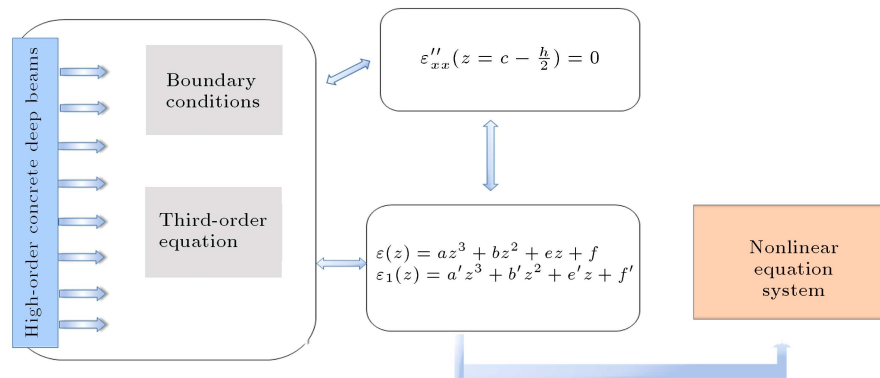 High-order concrete deep beams
Boundary
conditions
Third-order
equation
ε′′xx(z = c − h/2) = 0
ε(z) = az³ + bz² + ez + f
ε₁(z) = a′z³ + b′z² + e′z + f′
Nonlinear
equation
system